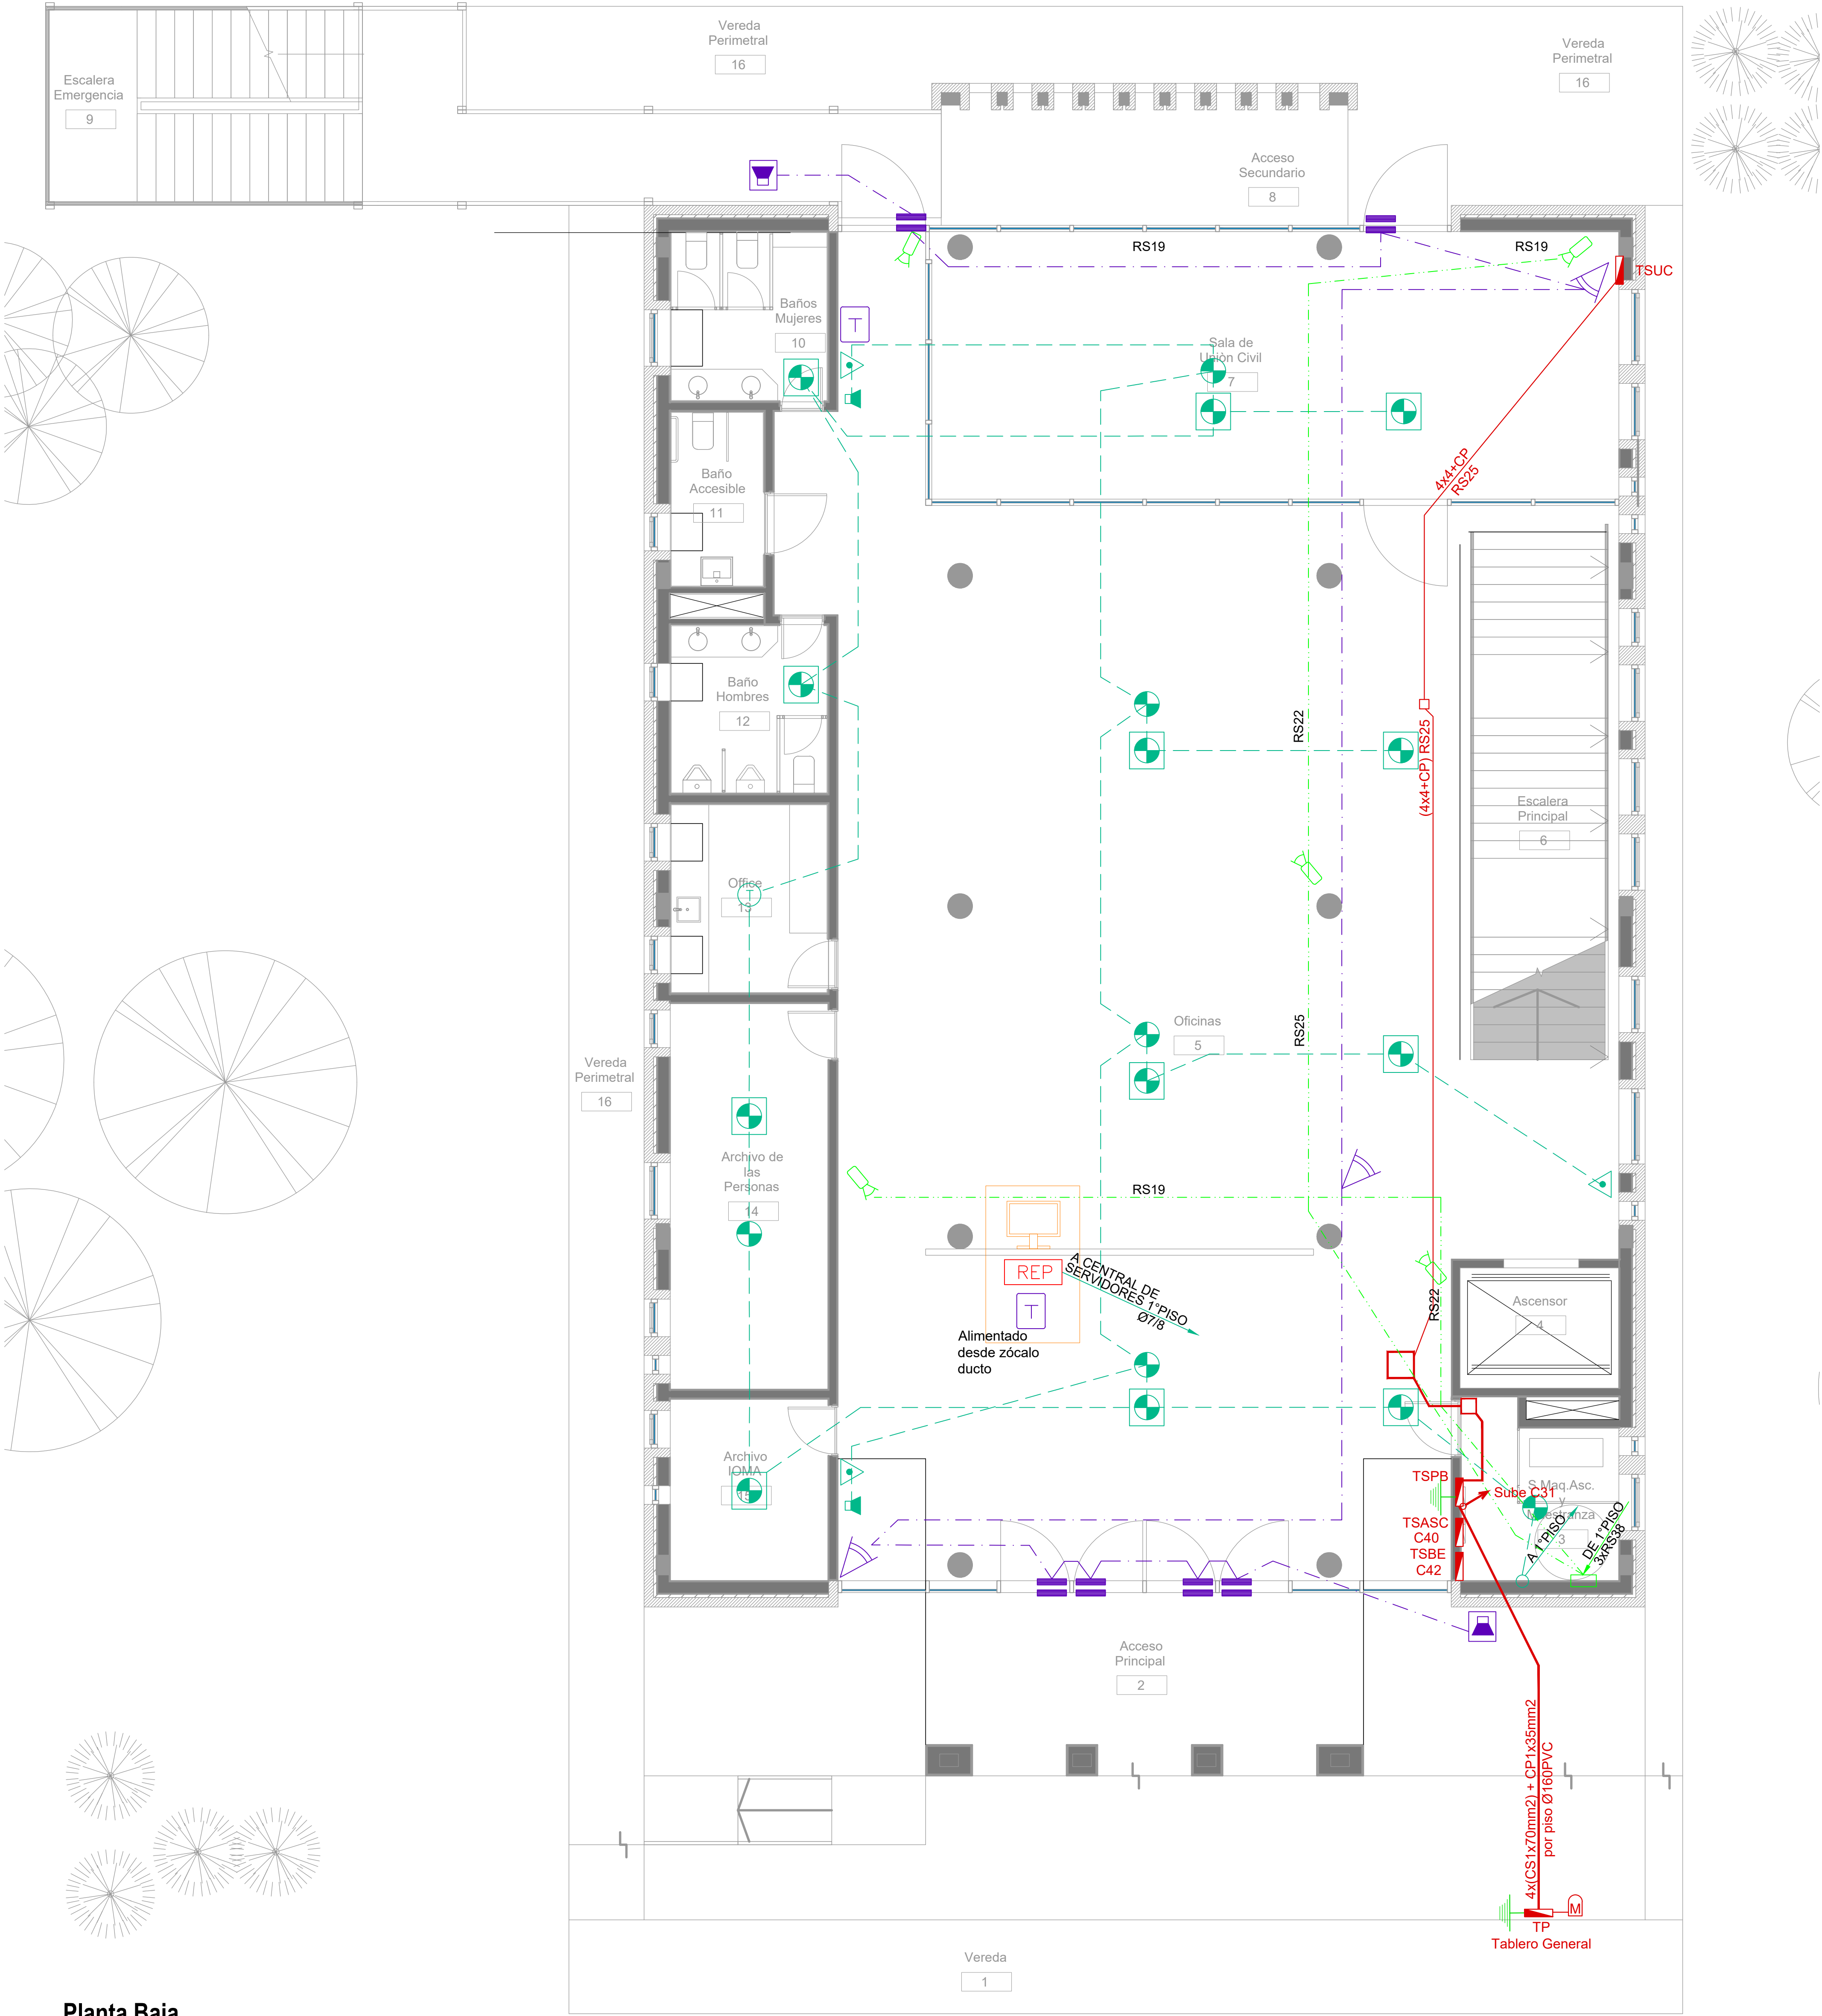 Vereda
Perimetral
16
Vereda
Perimetral
16
Escalera
Emergencia
9
Acceso
Secundario
8
RS19
RS19
TSUC
Baños
Mujeres
10
T
Sala de
Unión Civil
7
4x4+CP
RS25
Baño
Accesible
11
Baño
Hombres
12
RS22
(4x4+CP) RS25
Escalera
Principal
6
Office
13
T
Oficinas
5
RS25
Vereda
Perimetral
16
Archivo de
las
Personas
14
RS19
REP
T
A CENTRAL DE
SERVIDORES 1°PISO
Ø7/8
Alimentado
desde zócalo
ducto
RS22
Ascensor
4
Archivo
IOMA
15
TSPB
Sube C31
S.Maq.Asc.
y
Maestranza
3
TSASC
C40
TSBE
C42
A 1°PISO
DE 1°PISO
3xRS38
Acceso
Principal
2
4x(CS1x70mm2) + CP1x35mm2
por piso Ø160PVC
M
TP
Tablero General
Vereda
1
Planta Baja